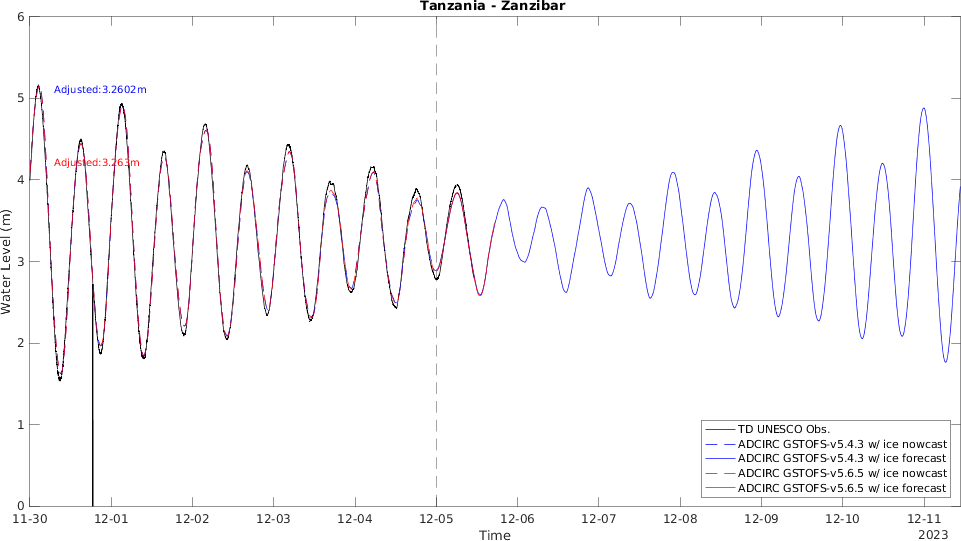 Tanzania - Zanzibar
6
5
4
3
2
1
0
Water Level (m)
Adjusted:3.2602m
Adjusted:3.263m
TD UNESCO Obs.
ADCIRC GSTOFS-v5.4.3 w/ ice nowcast
ADCIRC GSTOFS-v5.4.3 w/ ice forecast
ADCIRC GSTOFS-v5.6.5 w/ ice nowcast
ADCIRC GSTOFS-v5.6.5 w/ ice forecast
11-30 12-01 12-02 12-03 12-04 12-05 12-06 12-07 12-08 12-09 12-10 12-11
Time
2023